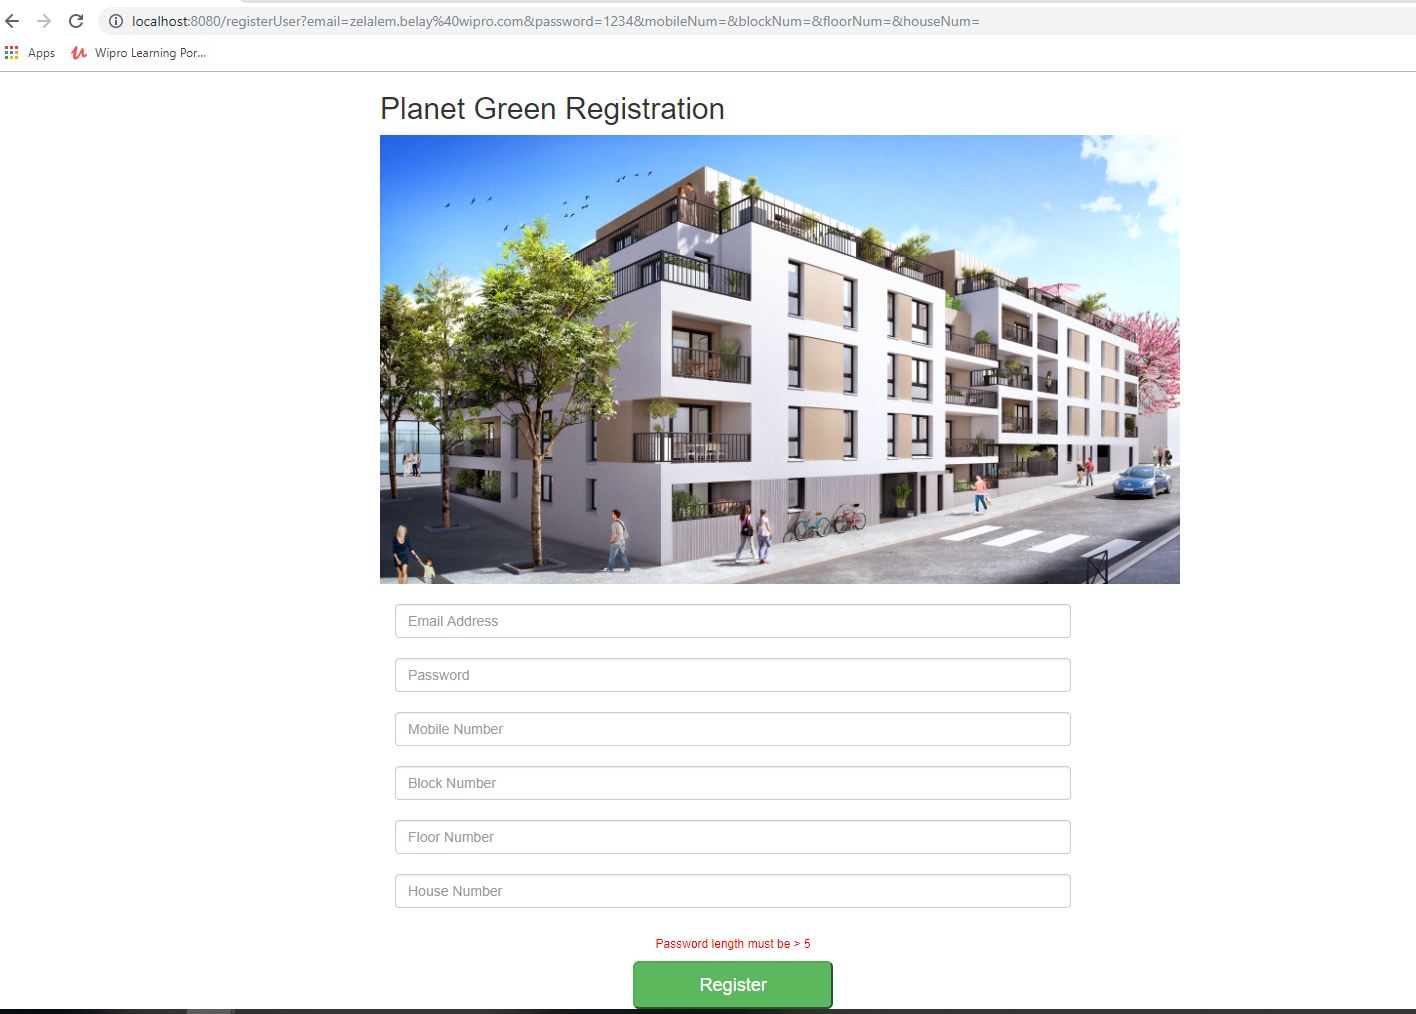 localhost:8080/registerUser?email=zelalem.belay%40wipro.com&password=1234&mobileNum=&blockNum=&floorNum=&houseNum=
Apps Wipro Learning Por...
Planet Green Registration
Email Address
Password
Mobile Number
Block Number
Floor Number
House Number
Password length must be > 5
Register